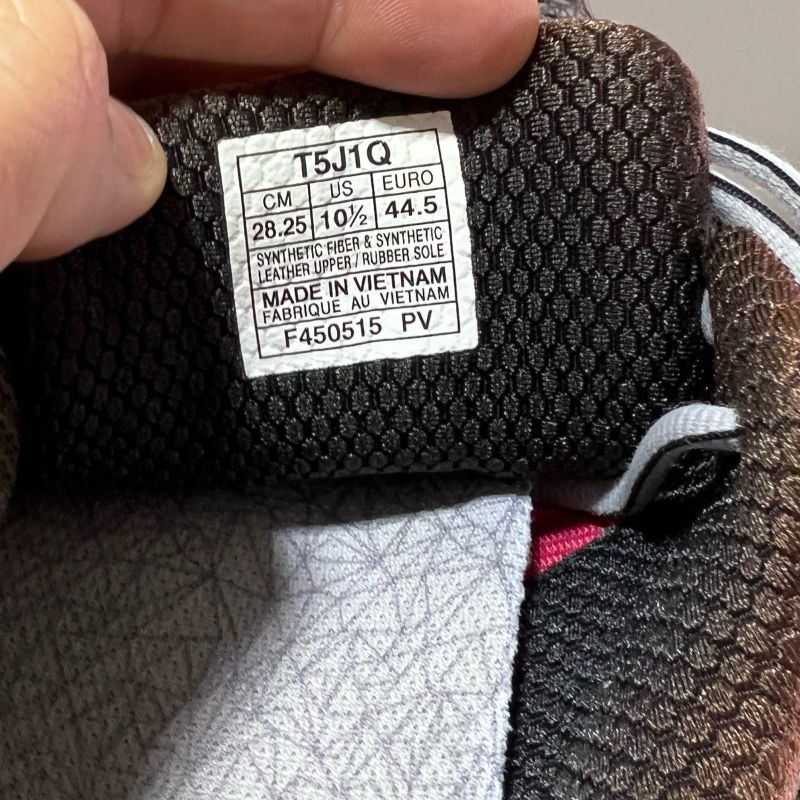 T5J1Q
CM US EURO
28.25 10½ 44.5
SYNTHETIC FIBER & SYNTHETIC
LEATHER UPPER / RUBBER SOLE
MADE IN VIETNAM
FABRIQUE AU VIETNAM
F450515 PV